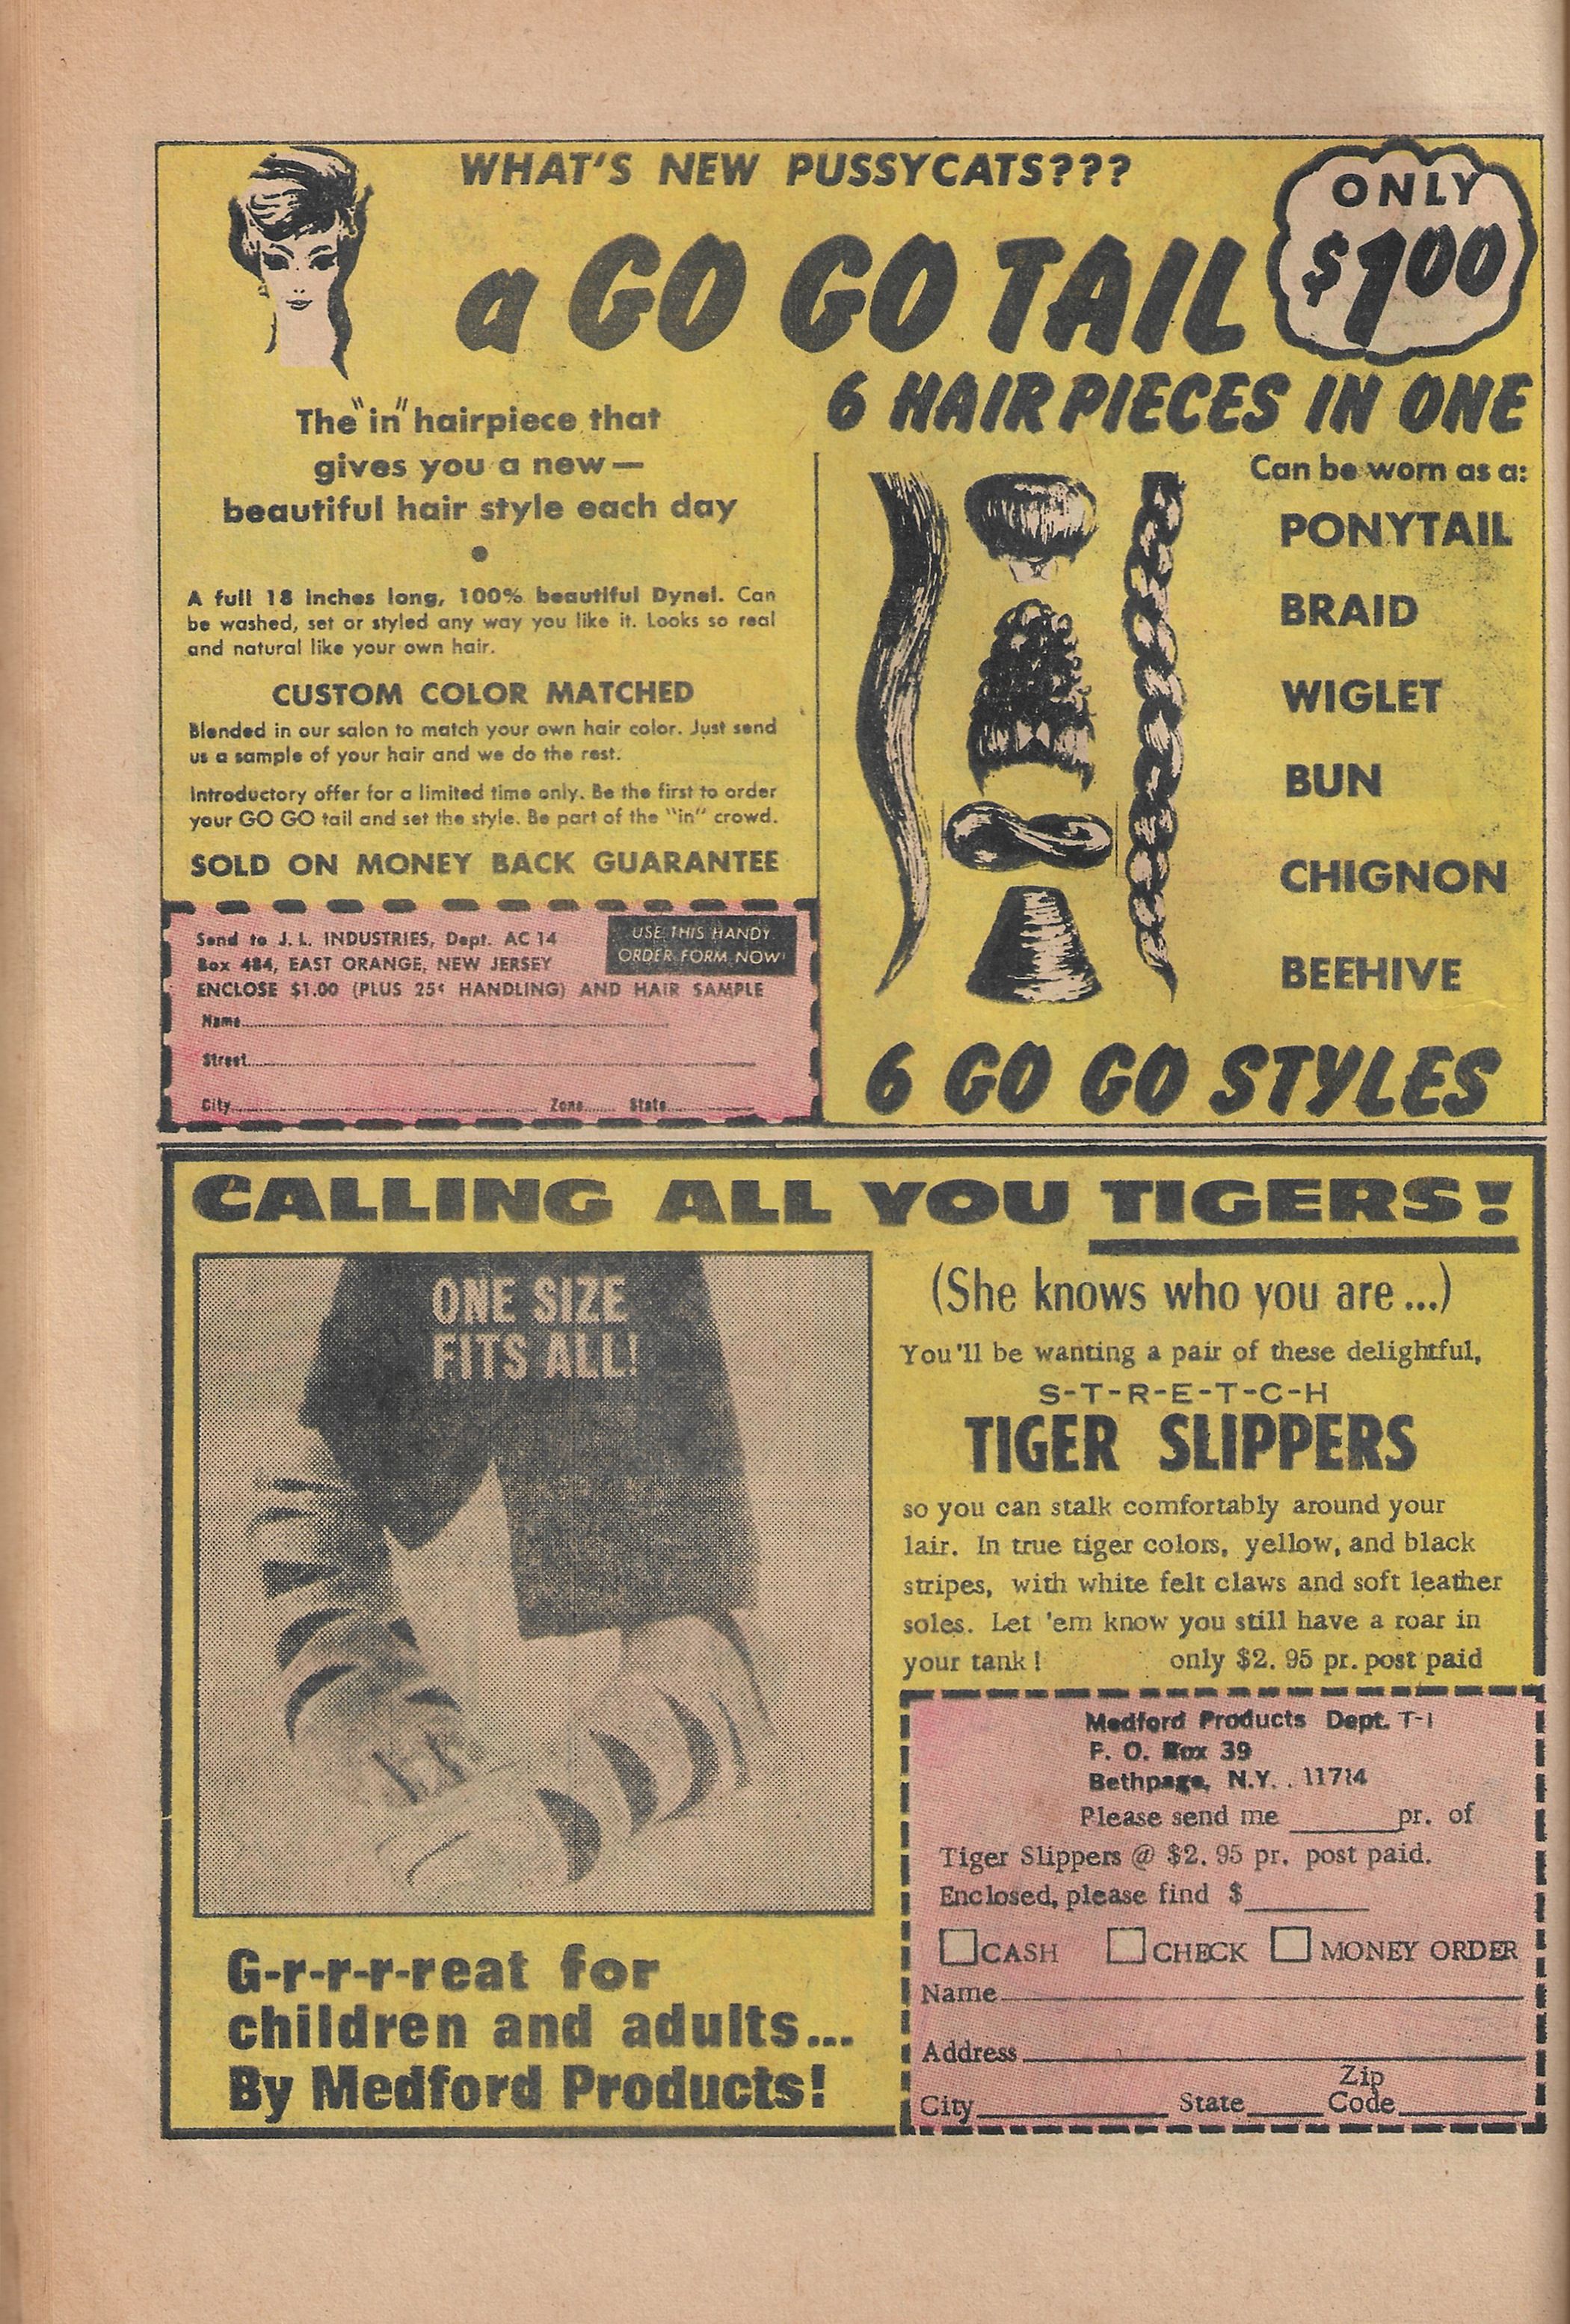 WHAT'S NEW PUSSYCATS???
a GO GO TAIL
ONLY
$1.00
6 HAIR PIECES IN ONE
The "in" hairpiece that
gives you a new—
beautiful hair style each day
•
A full 18 inches long, 100% beautiful Dynel. Can
be washed, set or styled any way you like it. Looks so real
and natural like your own hair.
CUSTOM COLOR MATCHED
Blended in our salon to match your own hair color. Just send
us a sample of your hair and we do the rest.
Introductory offer for a limited time only. Be the first to order
your GO GO tail and set the style. Be part of the "in" crowd.
SOLD ON MONEY BACK GUARANTEE
Send to J. L. INDUSTRIES, Dept. AC 14
Box 484, EAST ORANGE, NEW JERSEY
USE THIS HANDY
ORDER FORM NOW!
ENCLOSE $1.00 (PLUS 25¢ HANDLING) AND HAIR SAMPLE
Name
Street
City Zone State
Can be worn as a:
PONYTAIL
BRAID
WIGLET
BUN
CHIGNON
BEEHIVE
6 GO GO STYLES
CALLING ALL YOU TIGERS!
ONE SIZE
FITS ALL!
(She knows who you are...)
You'll be wanting a pair of these delightful,
S-T-R-E-T-C-H
TIGER SLIPPERS
so you can stalk comfortably around your
lair. In true tiger colors, yellow, and black
stripes, with white felt claws and soft leather
soles. Let 'em know you still have a roar in
your tank! only $2.95 pr. post paid
G-r-r-r-reat for
children and adults...
By Medford Products!
Medford Products Dept. T-1
P. O. Box 39
Bethpage, N.Y. . 11714
Please send me ______pr. of
Tiger Slippers @ $2.95 pr. post paid.
Enclosed, please find $______
CASH CHECK MONEY ORDER
Name
Address
City State Zip Code